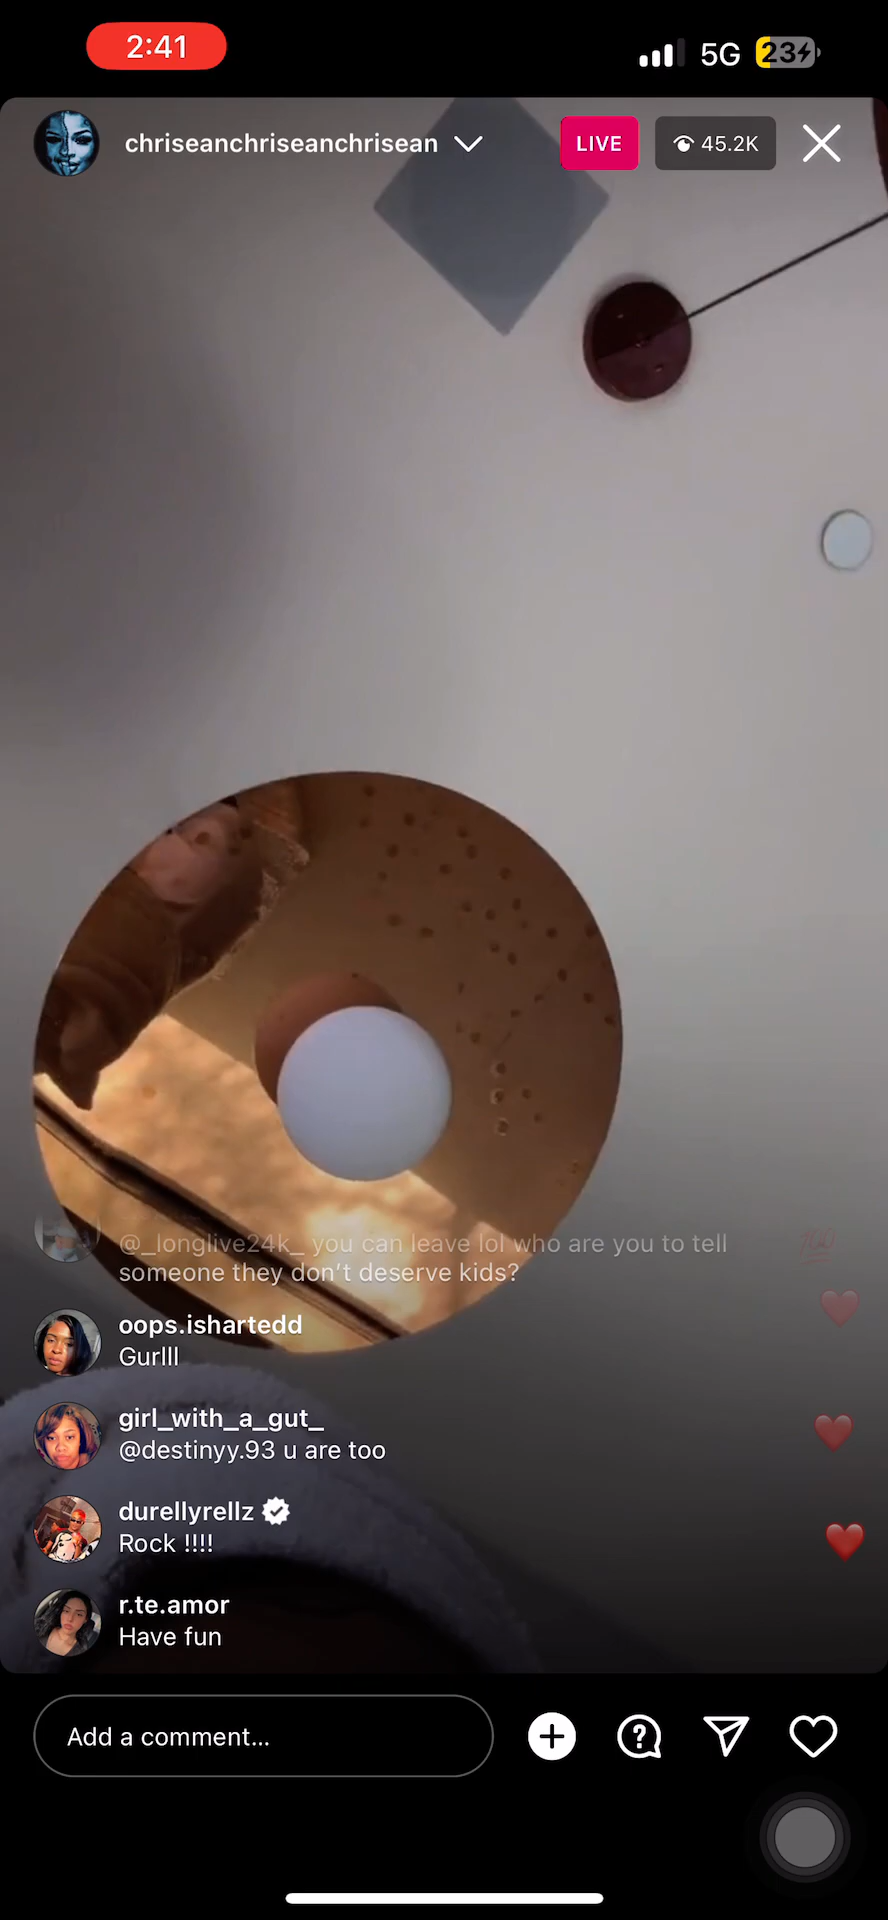 2:41
5G
23
chriseanchriseanchrisean
LIVE
45.2K
@_longlive24k_ you can leave lol who are you to tell
someone they don’t deserve kids?
oops.ishartedd
Gurlll
girl_with_a_gut_
@destinyy.93 u are too
durellyrellz
Rock !!!!
r.te.amor
Have fun
Add a comment...